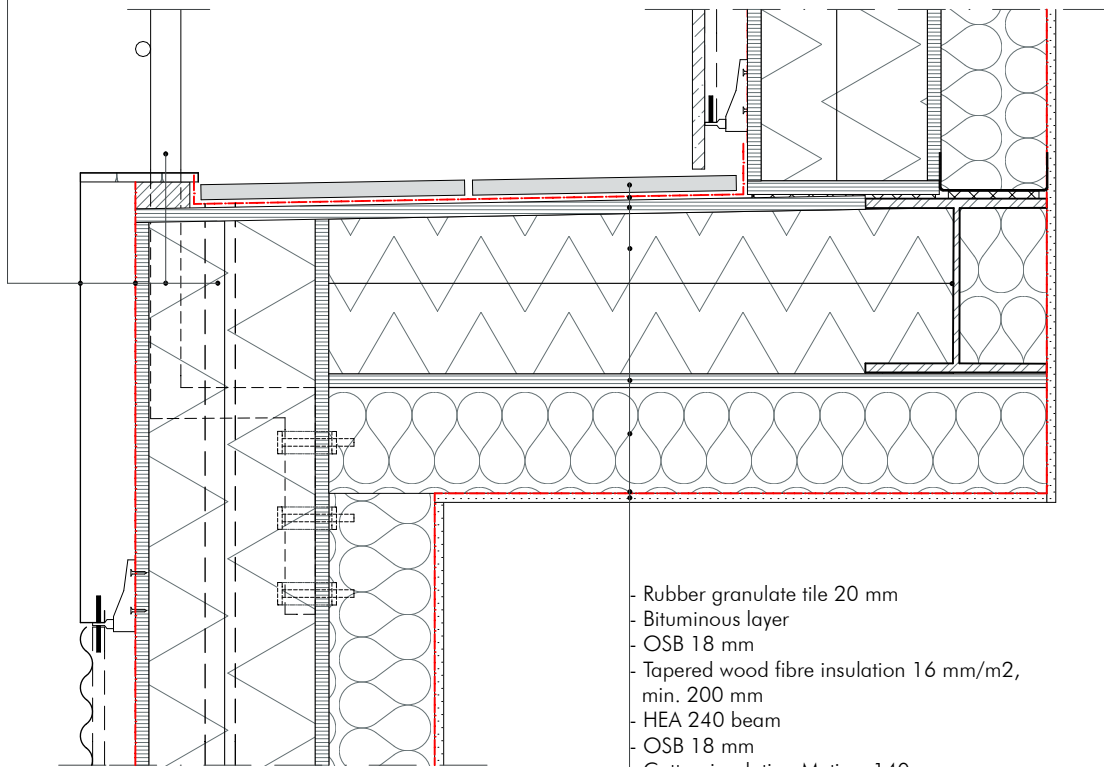 - Rubber granulate tile 20 mm
- Bituminous layer
- OSB 18 mm
- Tapered wood fibre insulation 16 mm/m2,
min. 200 mm
- HEA 240 beam
- OSB 18 mm